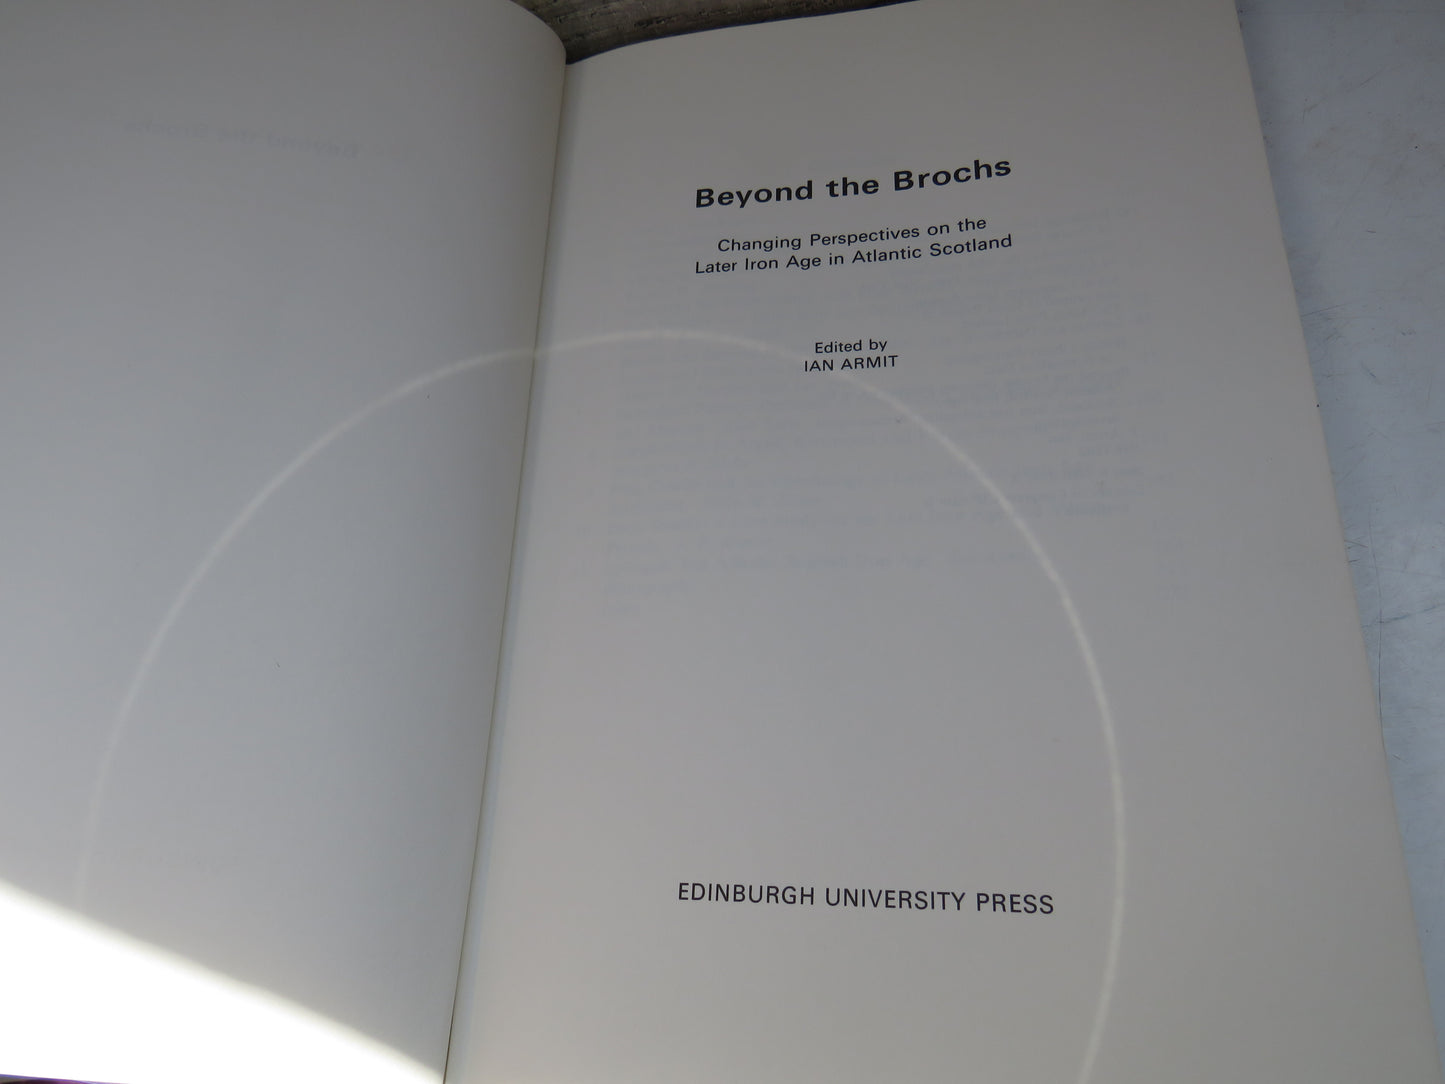 Beyond the Brochs
Changing Perspectives on the
Later Iron Age in Atlantic Scotland
Edited by
IAN ARMIT
EDINBURGH UNIVERSITY PRESS